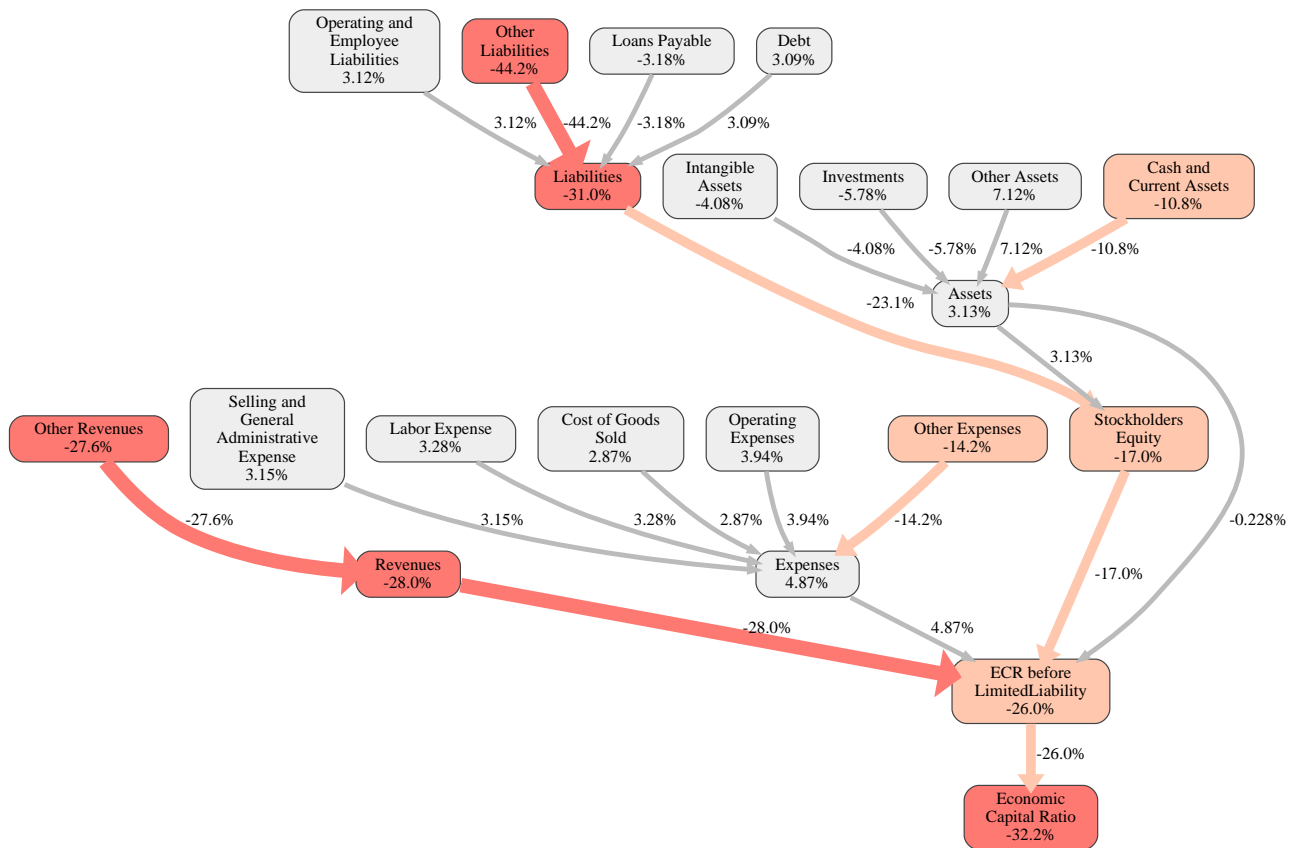 Operating and
Employee
Liabilities
3.12%
Other
Liabilities
-44.2%
Loans Payable
-3.18%
Debt
3.09%
3.12%
-44.2%
-3.18%
3.09%
Liabilities
-31.0%
Intangible
Assets
-4.08%
Investments
-5.78%
Other Assets
7.12%
Cash and
Current Assets
-10.8%
-4.08%
-5.78%
7.12%
-10.8%
-23.1%
Assets
3.13%
3.13%
Other Revenues
-27.6%
Selling and
General
Administrative
Expense
3.15%
Labor Expense
3.28%
Cost of Goods
Sold
2.87%
Operating
Expenses
3.94%
Other Expenses
-14.2%
Stockholders
Equity
-17.0%
-27.6%
3.15%
3.28%
2.87%
3.94%
-14.2%
-0.228%
Revenues
-28.0%
Expenses
4.87%
-17.0%
-28.0%
4.87%
ECR before
LimitedLiability
-26.0%
-26.0%
Economic
Capital Ratio
-32.2%